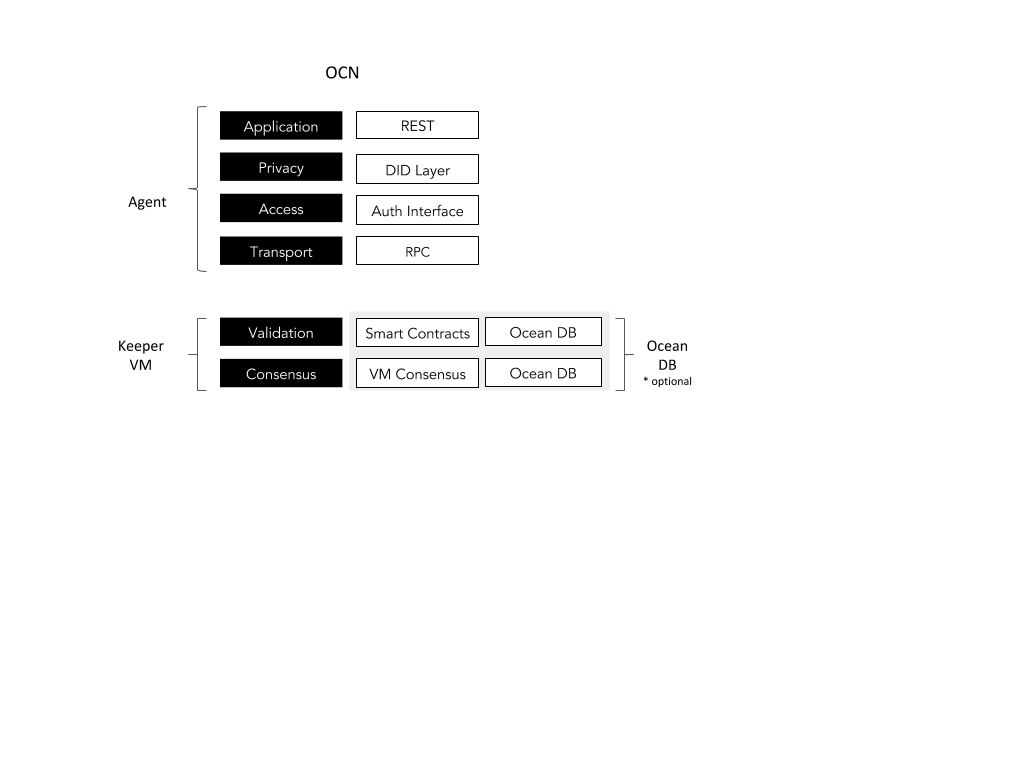 OCN
Agent
Application
REST
Privacy
DID Layer
Access
Auth Interface
Transport
RPC
Keeper
VM
Validation
Smart Contracts
Ocean DB
Consensus
VM Consensus
Ocean DB
Ocean
DB
* optional